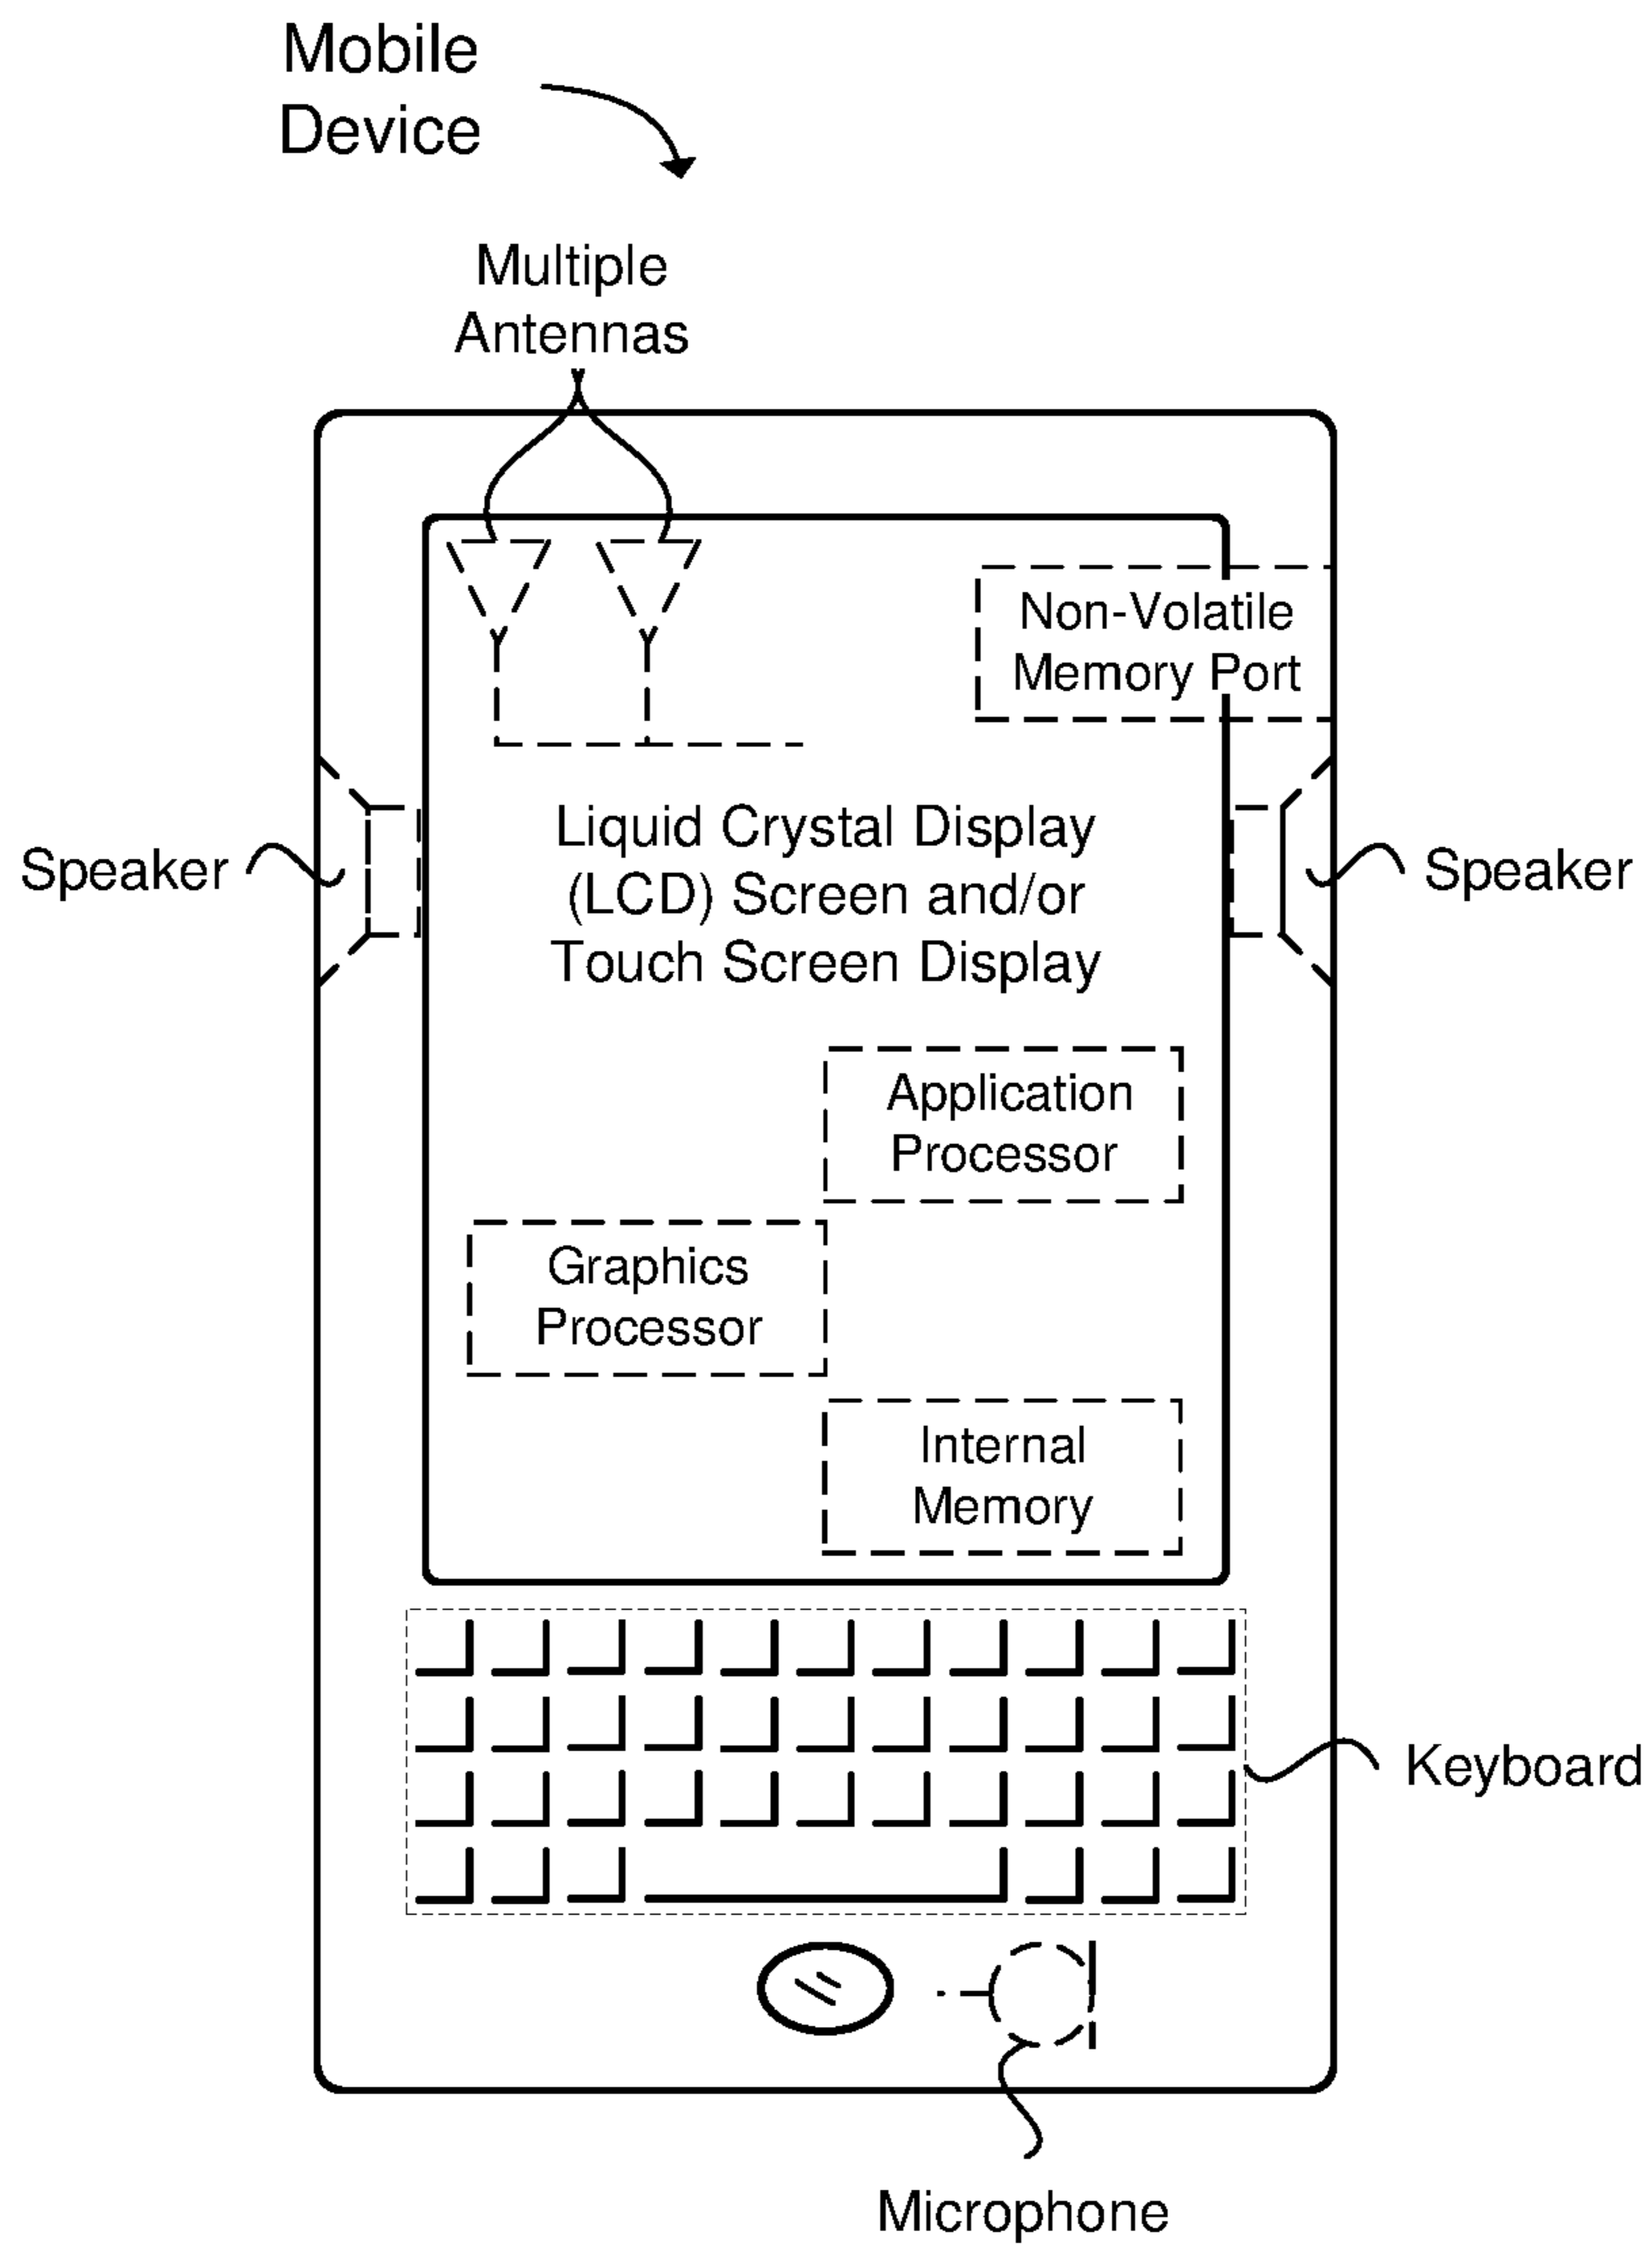 Mobile
Device
Multiple
Antennas
Non-Volatile
Memory Port
Speaker
Liquid Crystal Display
(LCD) Screen and/or
Touch Screen Display
Speaker
Application
Processor
Graphics
Processor
Internal
Memory
Keyboard
Microphone